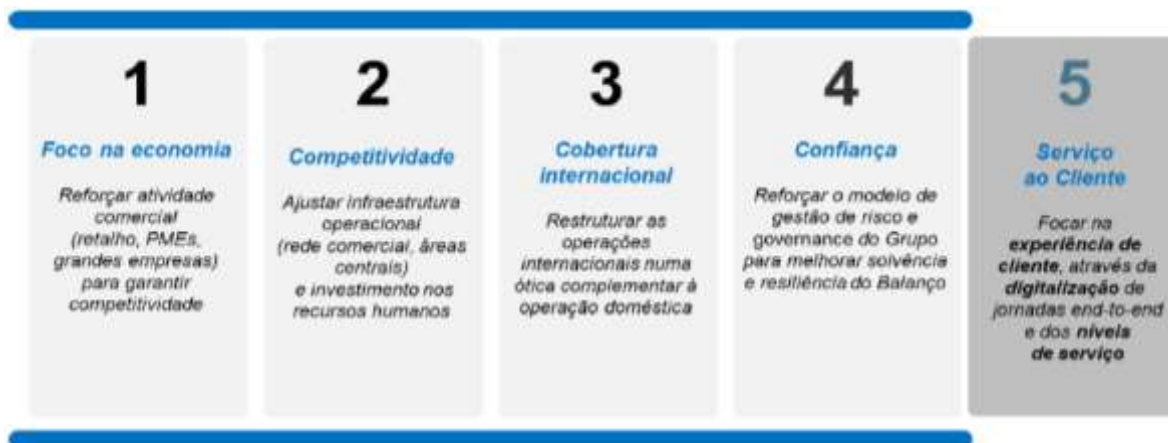 1
Foco na economia
Reforçar atividade
comercial
(retalho, PMEs,
grandes empresas)
para garantir
competitividade
2
Competitividade
Ajustar infraestrutura
operacional
(rede comercial, áreas
centrais)
e investimento nos
recursos humanos
3
Cobertura
internacional
Restruturar as
operações
internacionais numa
ótica complementar à
operação doméstica
4
Confiança
Reforçar o modelo de
gestão de risco e
governance do Grupo
para melhorar solvência
e resiliência do Balanço
5
Serviço
ao Cliente
Focar na
experiência de
cliente, através da
digitalização de
jornadas end-to-end
e dos níveis
de serviço